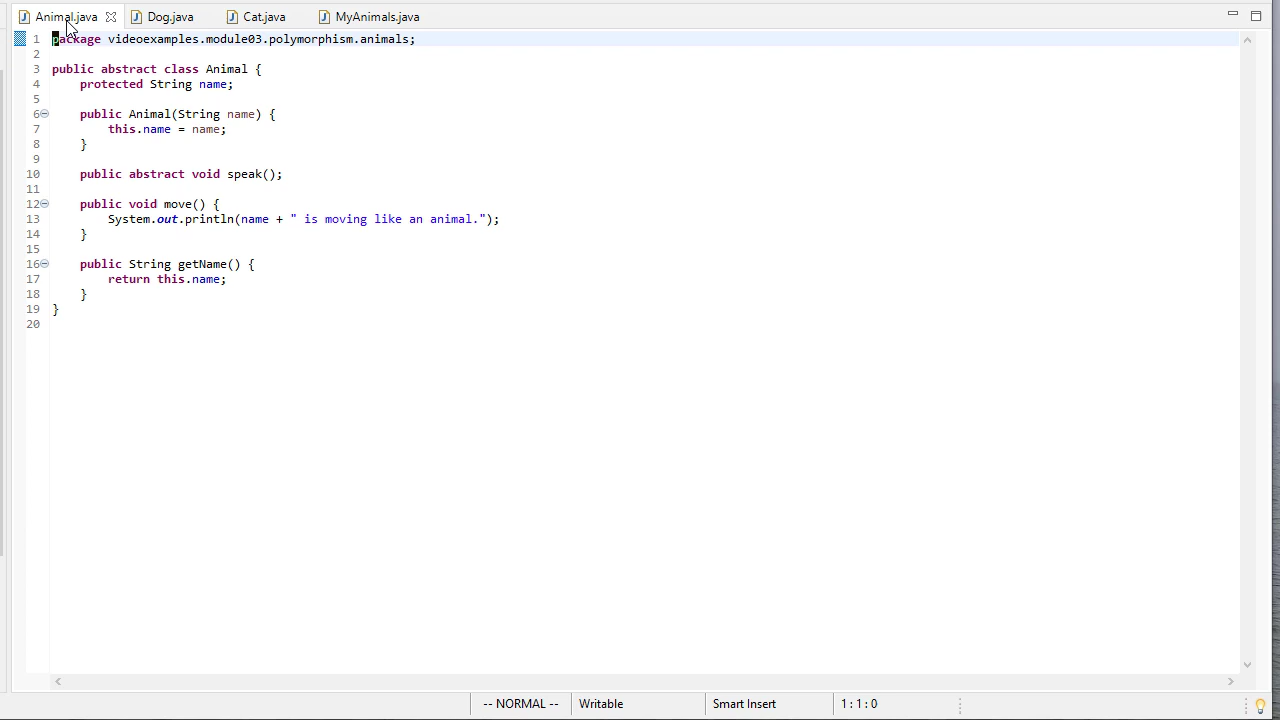 Animal.java Dog.java Cat.java MyAnimals.java
1 package videoexamples.module03.polymorphism.animals;
2
3 public abstract class Animal {
4 protected String name;
5
6 public Animal(String name) {
7 this.name = name;
8 }
9
10 public abstract void speak();
11
12 public void move() {
13 System.out.println(name + " is moving like an animal.");
14 }
15
16 public String getName() {
17 return this.name;
18 }
19 }
20
-- NORMAL -- Writable Smart Insert 1 : 1 : 0